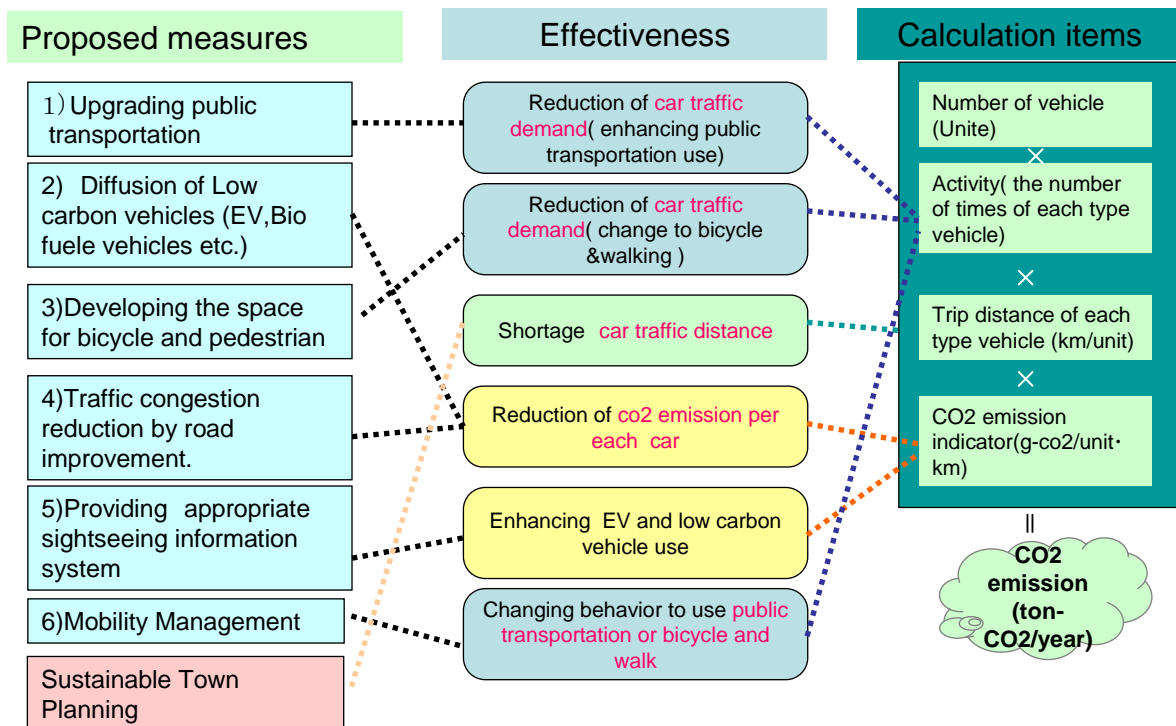 Proposed measures
Effectiveness
Calculation items
1）Upgrading public
transportation
2) Diffusion of Low
carbon vehicles (EV,Bio
fuele vehicles etc.)
3)Developing the space
for bicycle and pedestrian
4)Traffic congestion
reduction by road
improvement.
5)Providing appropriate
sightseeing information
system
6)Mobility Management
Sustainable Town
Planning
Reduction of car traffic
demand( enhancing public
transportation use)
Reduction of car traffic
demand( change to bicycle
&walking )
Shortage car traffic distance
Reduction of co2 emission per
each car
Enhancing EV and low carbon
vehicle use
Changing behavior to use public
transportation or bicycle and
walk
Number of vehicle
(Unite)
×
Activity( the number
of times of each type
vehicle)
×
Trip distance of each
type vehicle (km/unit)
×
CO2 emission
indicator(g-co2/unit・
km)
=
CO2
emission
(ton-
CO2/year)